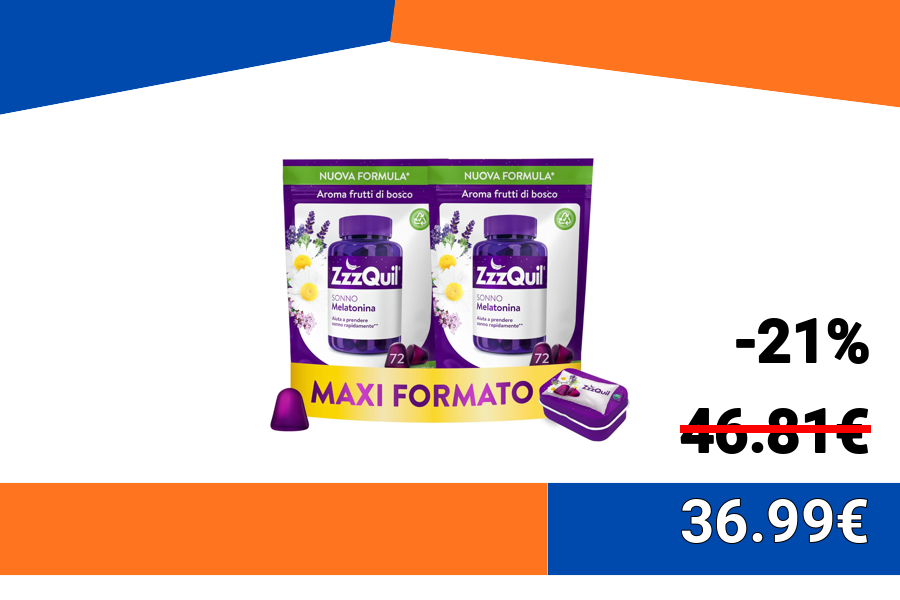 NUOVA FORMULA*
Aroma frutti di bosco
ZzzQuil®
SONNO
Melatonina
Aiuta a prendere
sonno rapidamente**
72
NUOVA FORMULA*
Aroma frutti di bosco
ZzzQuil®
SONNO
Melatonina
Aiuta a prendere
sonno rapidamente**
72
MAXI FORMATO
ZzzQuil
-21%
46.81€
36.99€